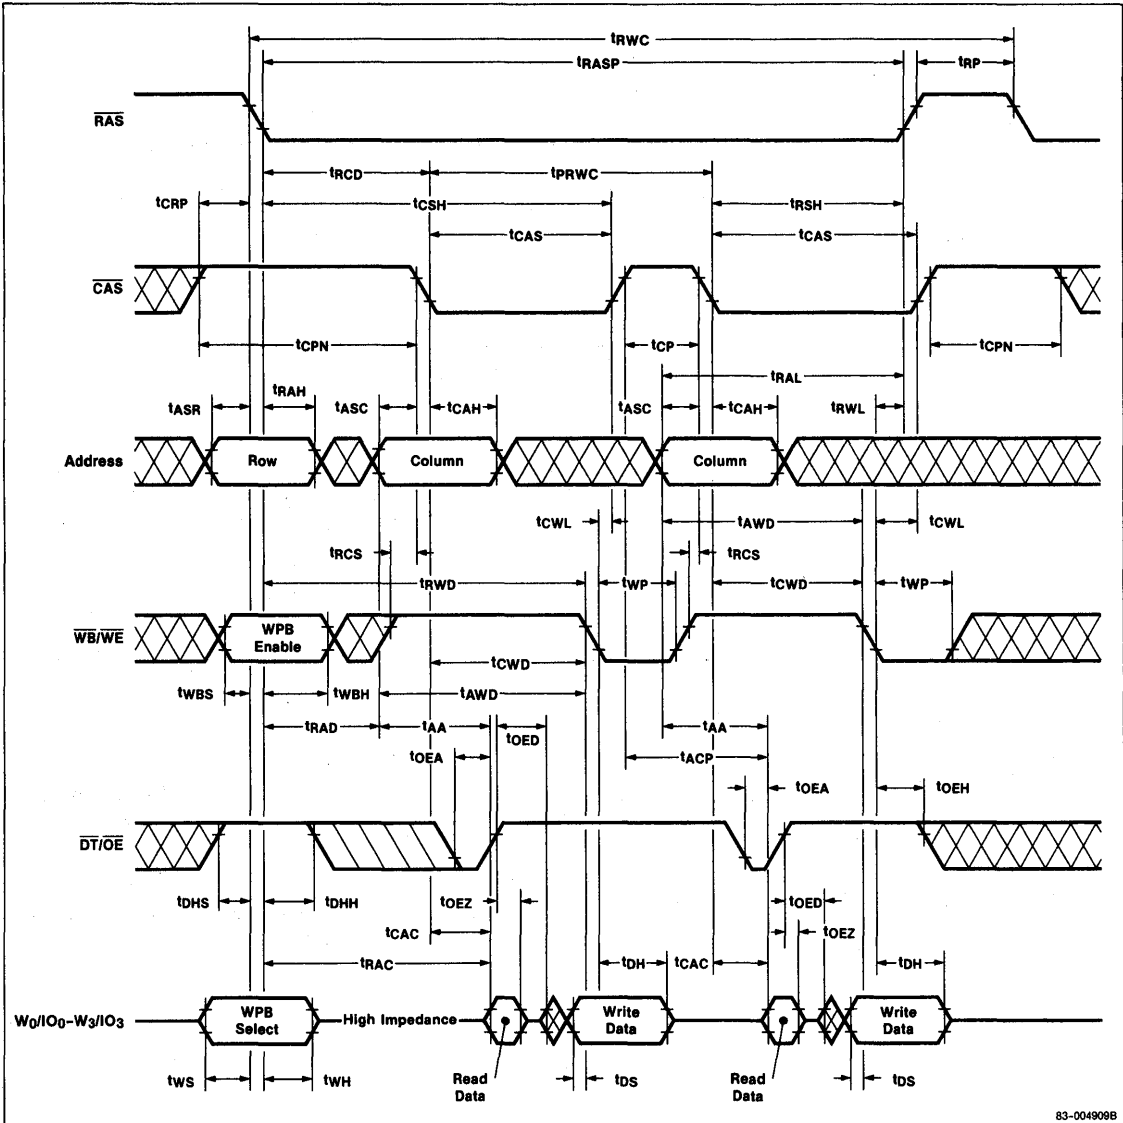 tRWC
tRASP
tRP
RAS
tRCD
tPRWC
tCRP
tCSH
tRSH
tCAS
tCAS
CAS
tCPN
tCP
tCPN
tRAL
tRAH
tASR
tASC
tCAH
tASC
tCAH
tRWL
Address
Row
Column
Column
tCWL
tAWD
tCWL
tRCS
tRCS
tRWD
tWP
tCWD
tWP
WB/WE
WPB
Enable
tCWD
tWBS
tWBH
tAWD
tRAD
tAA
tOED
tAA
tOEA
tACP
tOEA
tOEH
DT/OE
tDHS
tDHH
tOEZ
tOED
tCAC
tOEZ
tRAC
tDH
tCAC
tDH
W0/IO0-W3/IO3
WPB
Select
High Impedance
Write
Data
Write
Data
tWS
tWH
Read
Data
tDS
Read
Data
tDS
83-004909B